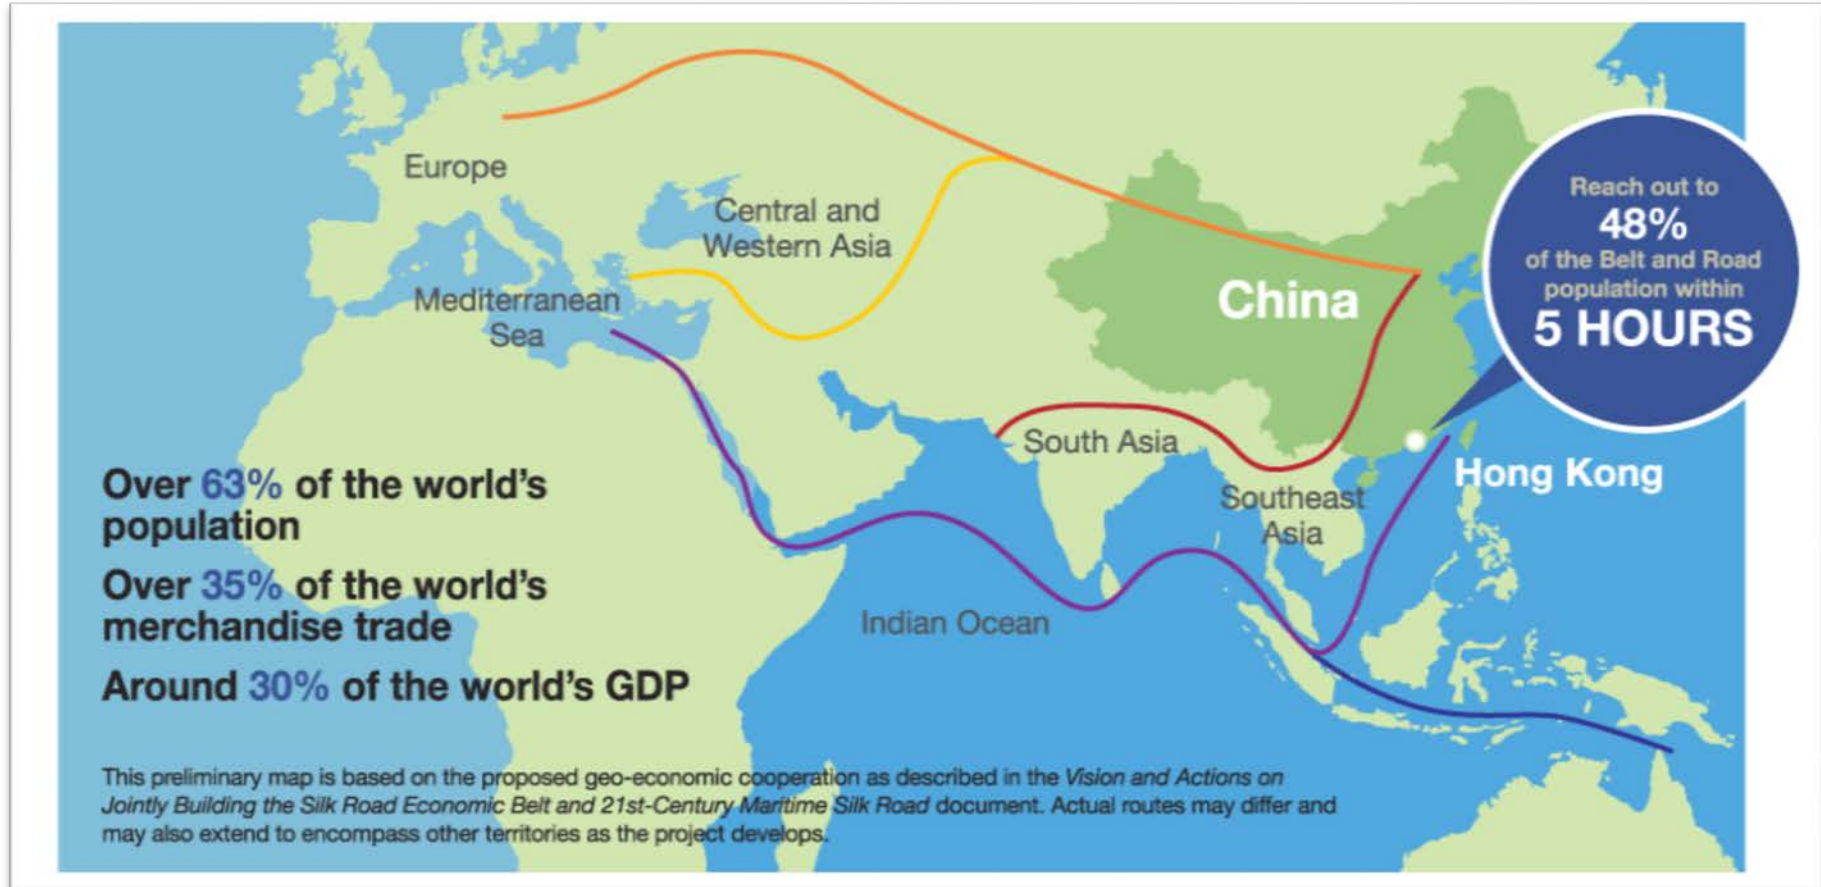 Europe
Central and
Western Asia
Mediterranean
Sea
China
Reach out to
48%
of the Belt and Road
population within
5 HOURS
South Asia
Hong Kong
Southeast
Asia
Indian Ocean
Over 63% of the world's
population
Over 35% of the world's
merchandise trade
Around 30% of the world's GDP
This preliminary map is based on the proposed geo-economic cooperation as described in the Vision and Actions on
Jointly Building the Silk Road Economic Belt and 21st-Century Maritime Silk Road document. Actual routes may differ and
may also extend to encompass other territories as the project develops.